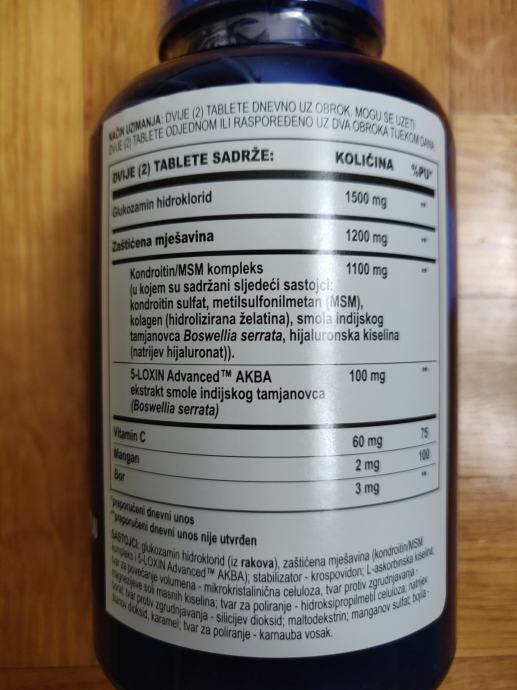 NAČIN UZIMANJA: DVIJE (2) TABLETE DNEVNO UZ OBROK. MOGU SE UZETI
DVIJE (2) TABLETE ODJEDNOM ILI RASPOREĐENO UZ DVA OBROKA TIJEKOM DANA
DVIJE (2) TABLETE SADRŽE: KOLIČINA %PU*
Glukozamin hidroklorid 1500 mg **
Zaštićena mješavina 1200 mg **
Kondroitin/MSM kompleks 1100 mg **
(u kojem su sadržani sljedeći sastojci:
kondroitin sulfat, metilsulfonilmetan (MSM),
kolagen (hidrolizirana želatina), smola indijskog
tamjanovca Boswellia serrata, hijaluronska kiselina
(natrijev hijaluronat)).
5-LOXIN Advanced™ AKBA 100 mg **
ekstrakt smole indijskog tamjanovca
(Boswellia serrata)
Vitamin C 60 mg 75
Mangan 2 mg 100
Bor 3 mg **
*preporučeni dnevni unos
**preporučeni dnevni unos nije utvrđen
SASTOJCI: glukozamin hidroklorid (iz rakova), zaštićena mješavina (kondroitin/MSM
kompleks i 5-LOXIN Advanced™ AKBA); stabilizator - krospovidon; L-askorbinska kiselina,
tvar za povećanje volumena - mikrokristalinična celuloza, tvar protiv zgrudnjavanja -
magnezijeve soli masnih kiselina; tvar za poliranje - hidroksipropilmetil celuloza, natrijev
borat, tvar protiv zgrudnjavanja - silicijev dioksid; maltodekstrin; manganov sulfat, boja -
titanov dioksid, karamel, tvar za poliranje - karnauba vosak.